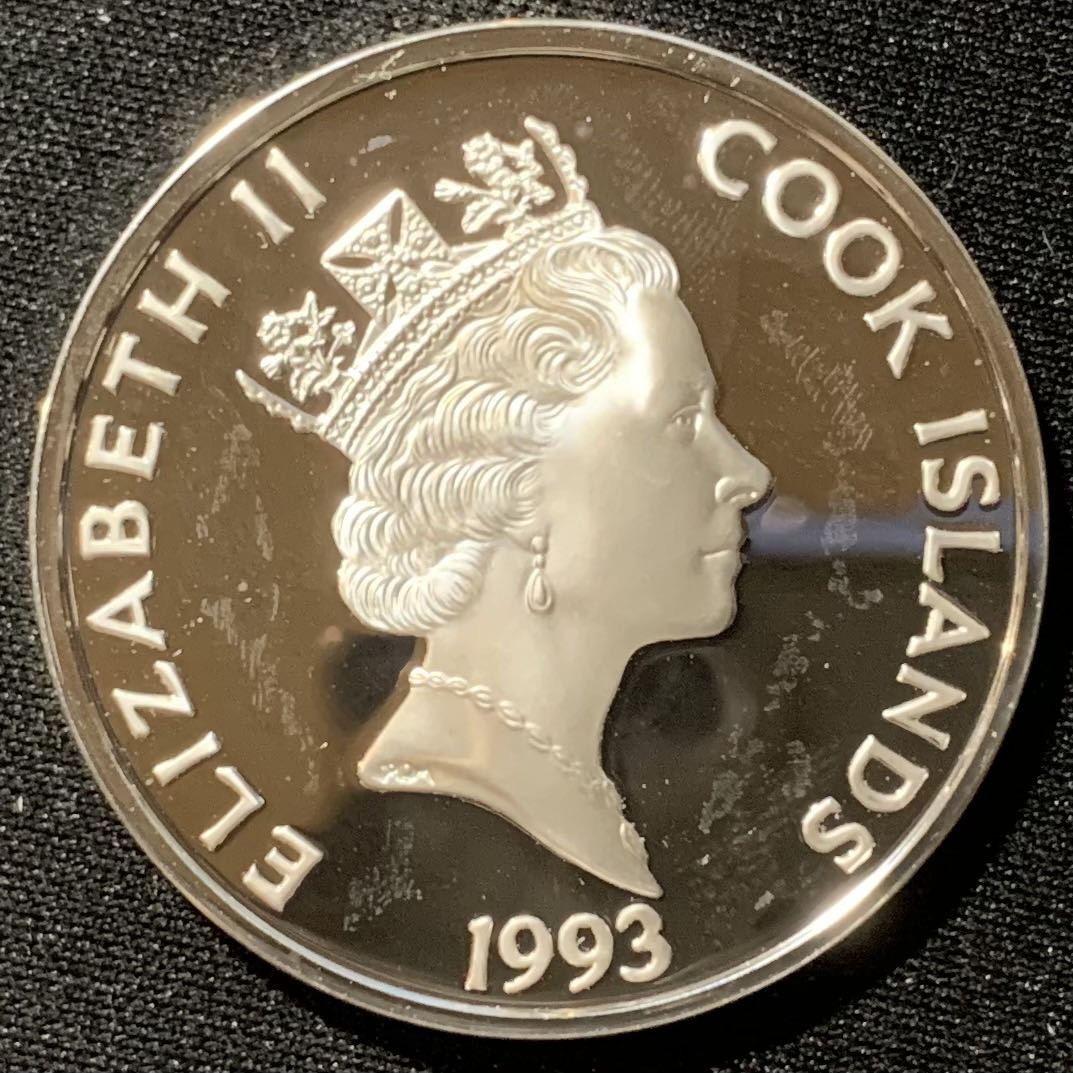 ELIZABETH II
COOK ISLANDS
1993